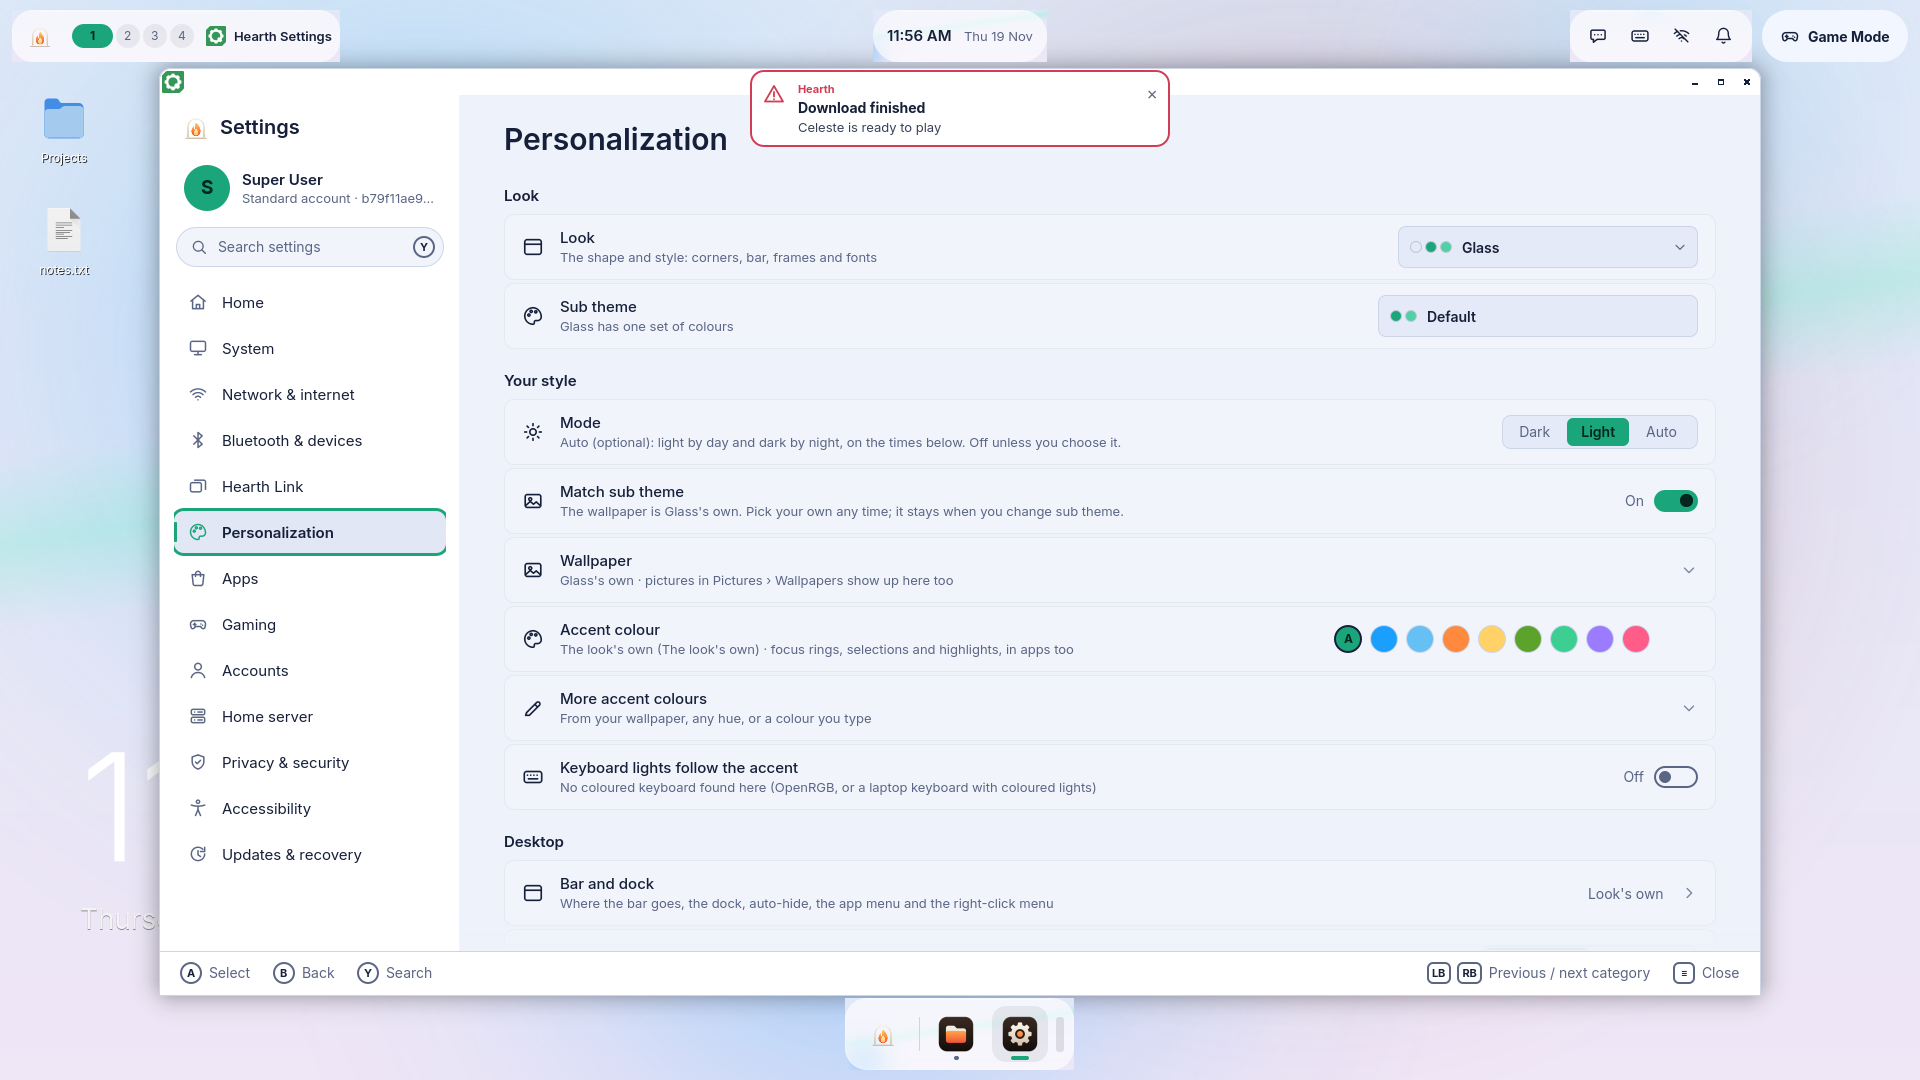 1 2 3 4 Hearth Settings
11:56 AM Thu 19 Nov
Game Mode
Projects
notes.txt
Hearth
Download finished
Celeste is ready to play
Settings
S
Super User
Standard account · b79f11ae9...
Search settings Y
Home
System
Network & internet
Bluetooth & devices
Hearth Link
Personalization
Apps
Gaming
Accounts
Home server
Privacy & security
Accessibility
Updates & recovery
Personalization
Look
Look
The shape and style: corners, bar, frames and fonts
Glass
Sub theme
Glass has one set of colours
Default
Your style
Mode
Auto (optional): light by day and dark by night, on the times below. Off unless you choose it.
Dark Light Auto
Match sub theme
The wallpaper is Glass's own. Pick your own any time; it stays when you change sub theme.
On
Wallpaper
Glass's own · pictures in Pictures › Wallpapers show up here too
Accent colour
The look's own (The look's own) · focus rings, selections and highlights, in apps too
A
More accent colours
From your wallpaper, any hue, or a colour you type
Keyboard lights follow the accent
No coloured keyboard found here (OpenRGB, or a laptop keyboard with coloured lights)
Off
Desktop
Bar and dock
Where the bar goes, the dock, auto-hide, the app menu and the right-click menu
Look's own
A Select B Back Y Search
LB RB Previous / next category Close